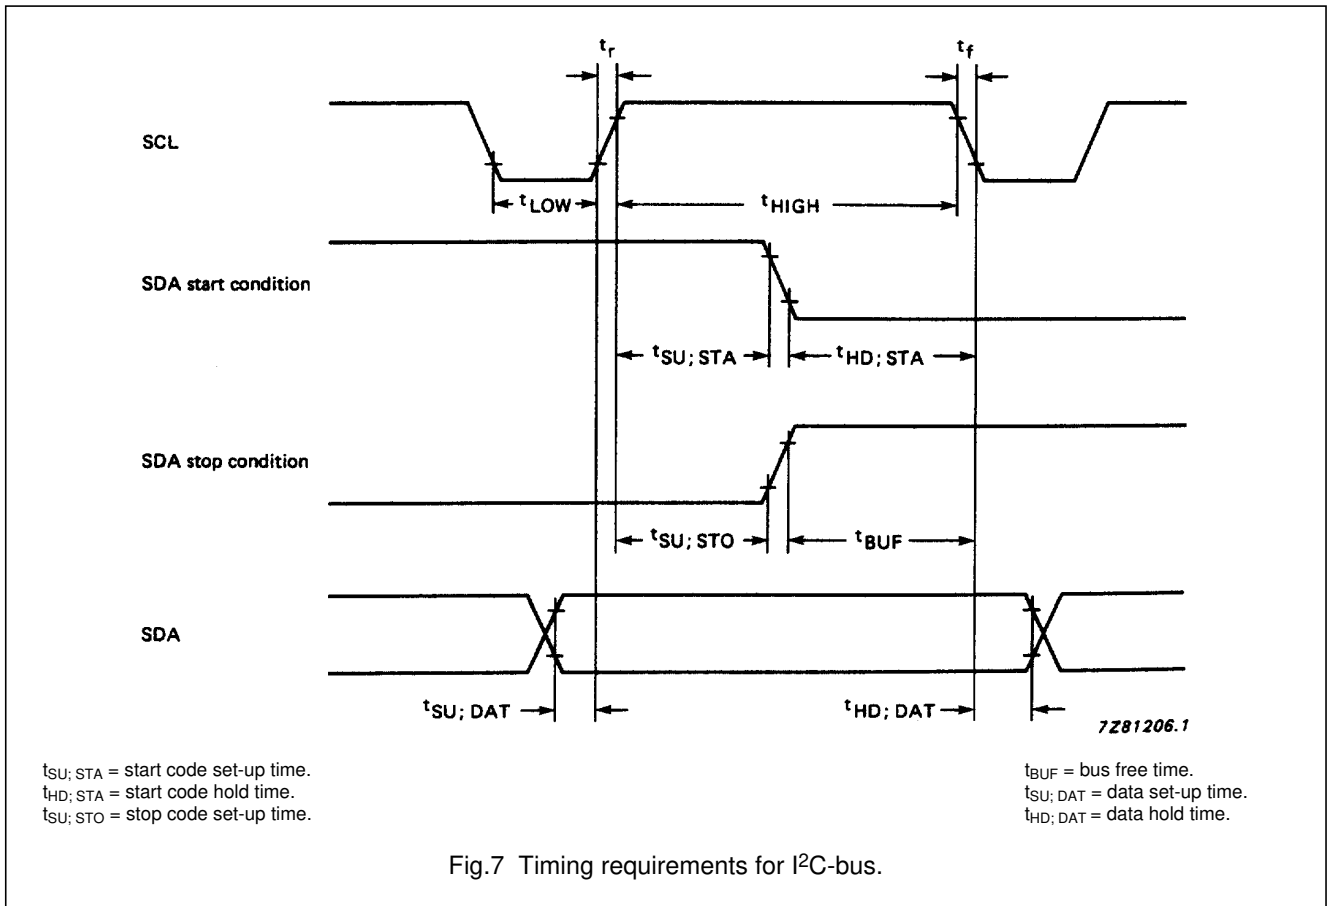 tr
tf
SCL
tLOW
tHIGH
SDA start condition
tSU; STA
tHD; STA
SDA stop condition
tSU; STO
tBUF
SDA
tSU; DAT
tHD; DAT
7Z81206.1
tSU; STA = start code set-up time.
tHD; STA = start code hold time.
tSU; STO = stop code set-up time.
tBUF = bus free time.
tSU; DAT = data set-up time.
tHD; DAT = data hold time.
Fig.7 Timing requirements for I²C-bus.